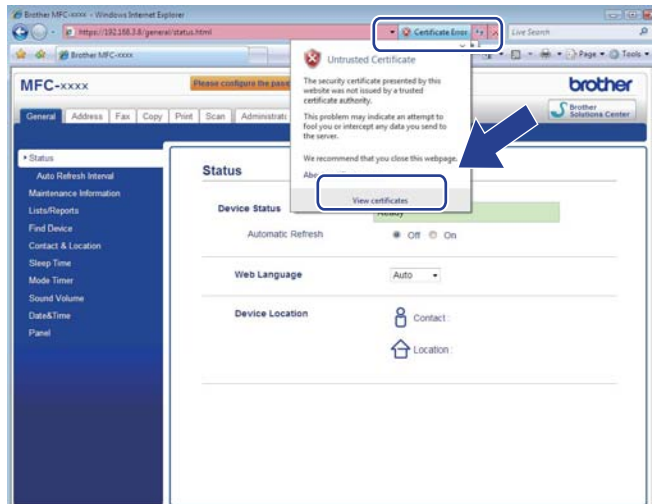 Brother MFC-xxxx - Windows Internet Explorer
https://192.168.3.8/general/status.html
Certificate Error
Live Search
Brother MFC-xxxx
Page
Tools
MFC-xxxx
Please configure the
brother
General
Address
Fax
Copy
Print
Scan
Administrati
Brother
Solutions Center
Untrusted Certificate
The security certificate presented by this
website was not issued by a trusted
certificate authority.
This problem may indicate an attempt to
fool you or intercept any data you send to
the server.
We recommend that you close this webpage.
View certificates
Status
Auto Refresh Interval
Maintenance Information
Lists/Reports
Find Device
Contact & Location
Sleep Time
Mode Timer
Sound Volume
Date&Time
Panel
Status
Device Status
Ready
Automatic Refresh
Off
On
Web Language
Auto
Device Location
Contact :
Location :